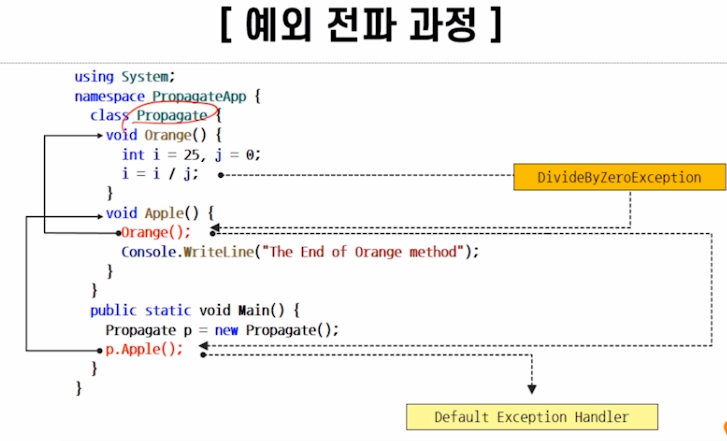 [ 예외 전파 과정 ]
using System;
namespace PropagateApp {
class Propagate {
void Orange() {
int i = 25, j = 0;
i = i / j;
DivideByZeroException
}
void Apple() {
Orange();
Console.WriteLine("The End of Orange method");
}
}
public static void Main() {
Propagate p = new Propagate();
p.Apple();
}
}
Default Exception Handler